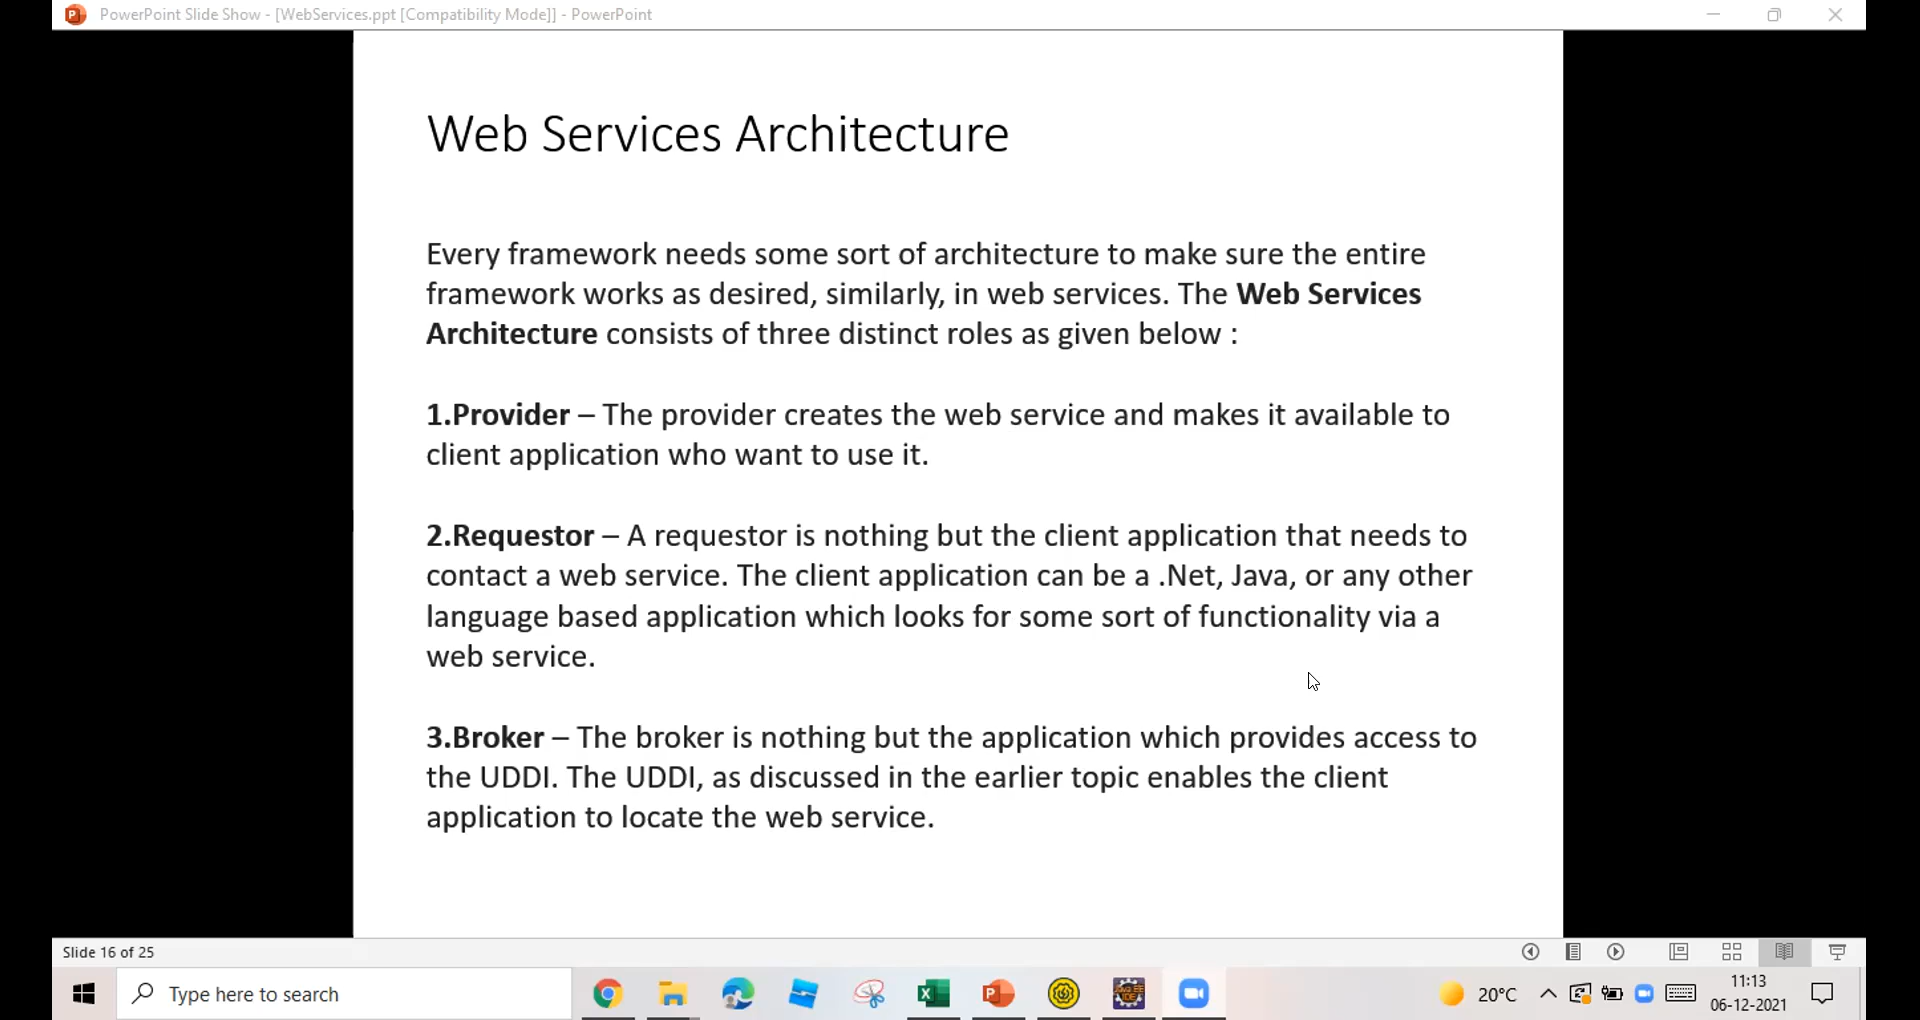 PowerPoint Slide Show - [WebServices.ppt [Compatibility Mode]] - PowerPoint
Web Services Architecture
Every framework needs some sort of architecture to make sure the entire
framework works as desired, similarly, in web services. The Web Services
Architecture consists of three distinct roles as given below :
1.Provider – The provider creates the web service and makes it available to
client application who want to use it.
2.Requestor – A requestor is nothing but the client application that needs to
contact a web service. The client application can be a .Net, Java, or any other
language based application which looks for some sort of functionality via a
web service.
3.Broker – The broker is nothing but the application which provides access to
the UDDI. The UDDI, as discussed in the earlier topic enables the client
application to locate the web service.
Slide 16 of 25
Type here to search
Java EE
IDE
20°C
11:13
06-12-2021